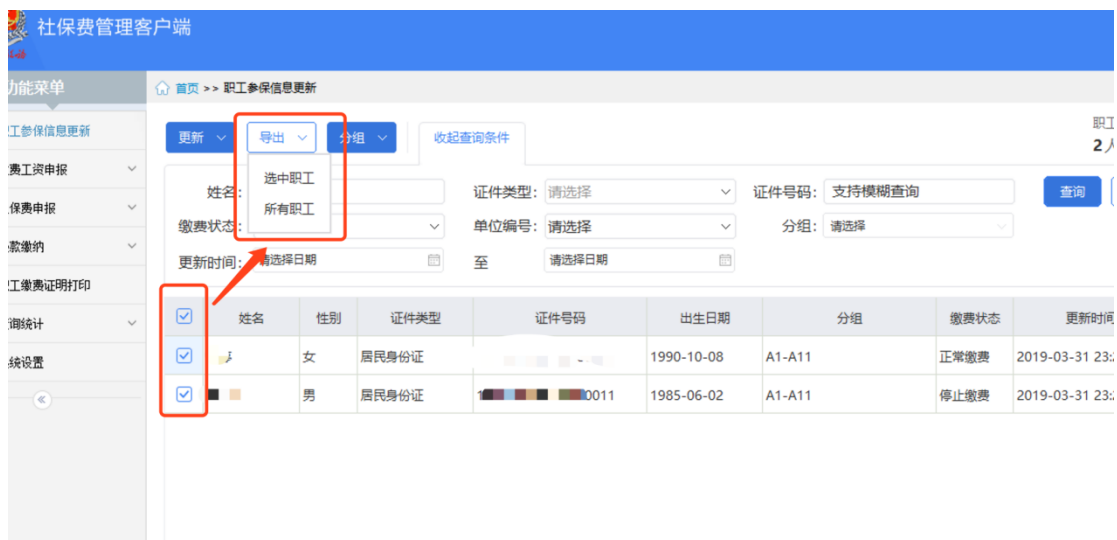 社保费管理客户端
功能菜单
首页 >> 职工参保信息更新
职工参保信息更新
缴费工资申报
社保费申报
税款缴纳
职工缴费证明打印
查询统计
系统设置
更新 导出 分组 收起查询条件
职工
2人
选中职工
所有职工
姓名:
证件类型: 请选择
证件号码: 支持模糊查询
查询
缴费状态:
单位编号: 请选择
分组: 请选择
更新时间: 请选择日期 至 请选择日期
姓名 性别 证件类型 证件号码 出生日期 分组 缴费状态 更新时间
女 居民身份证 1990-10-08 A1-A11 正常缴费 2019-03-31 23:
男 居民身份证 1 0011 1985-06-02 A1-A11 停止缴费 2019-03-31 23: